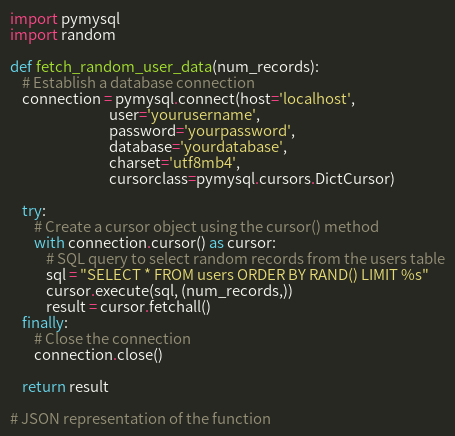 import pymysql
import random

def fetch_random_user_data(num_records):
    # Establish a database connection
    connection = pymysql.connect(host='localhost',
                                 user='yourusername',
                                 password='yourpassword',
                                 database='yourdatabase',
                                 charset='utf8mb4',
                                 cursorclass=pymysql.cursors.DictCursor)

    try:
        # Create a cursor object using the cursor() method
        with connection.cursor() as cursor:
            # SQL query to select random records from the users table
            sql = "SELECT * FROM users ORDER BY RAND() LIMIT %s"
            cursor.execute(sql, (num_records,))
            result = cursor.fetchall()
    finally:
        # Close the connection
        connection.close()

    return result

# JSON representation of the function